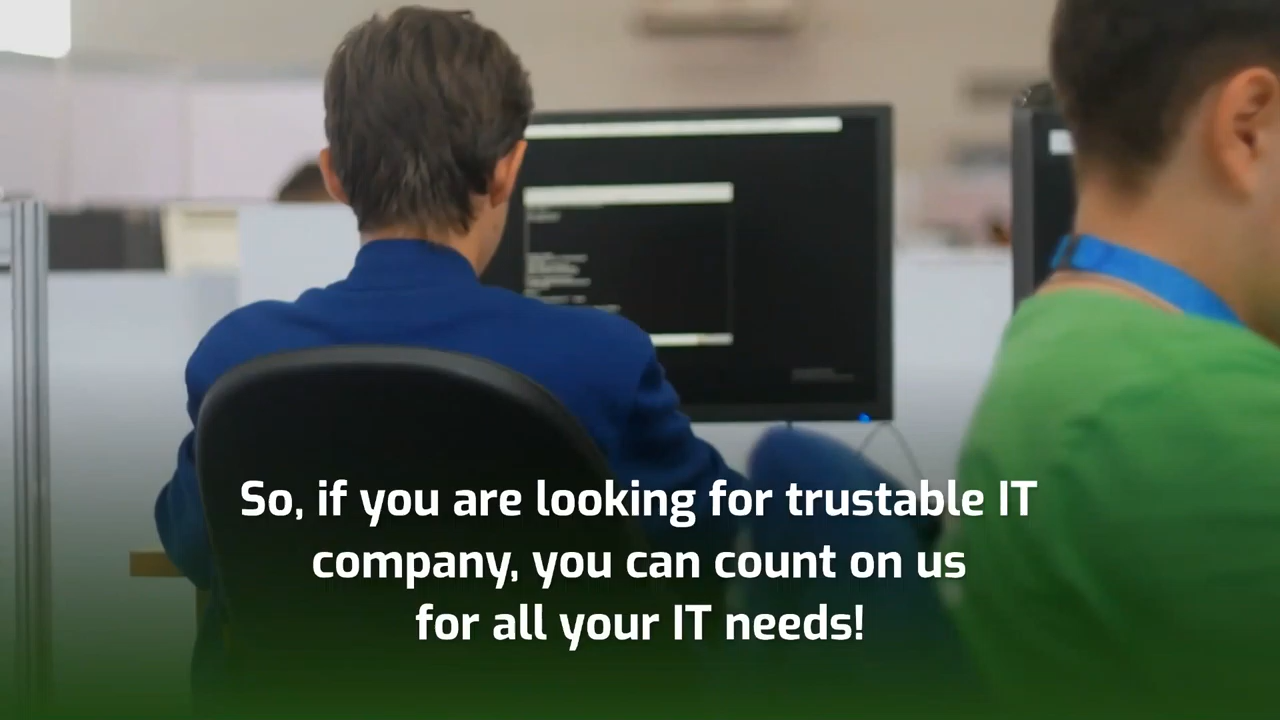 So, if you are looking for trustable IT
company, you can count on us
for all your IT needs!